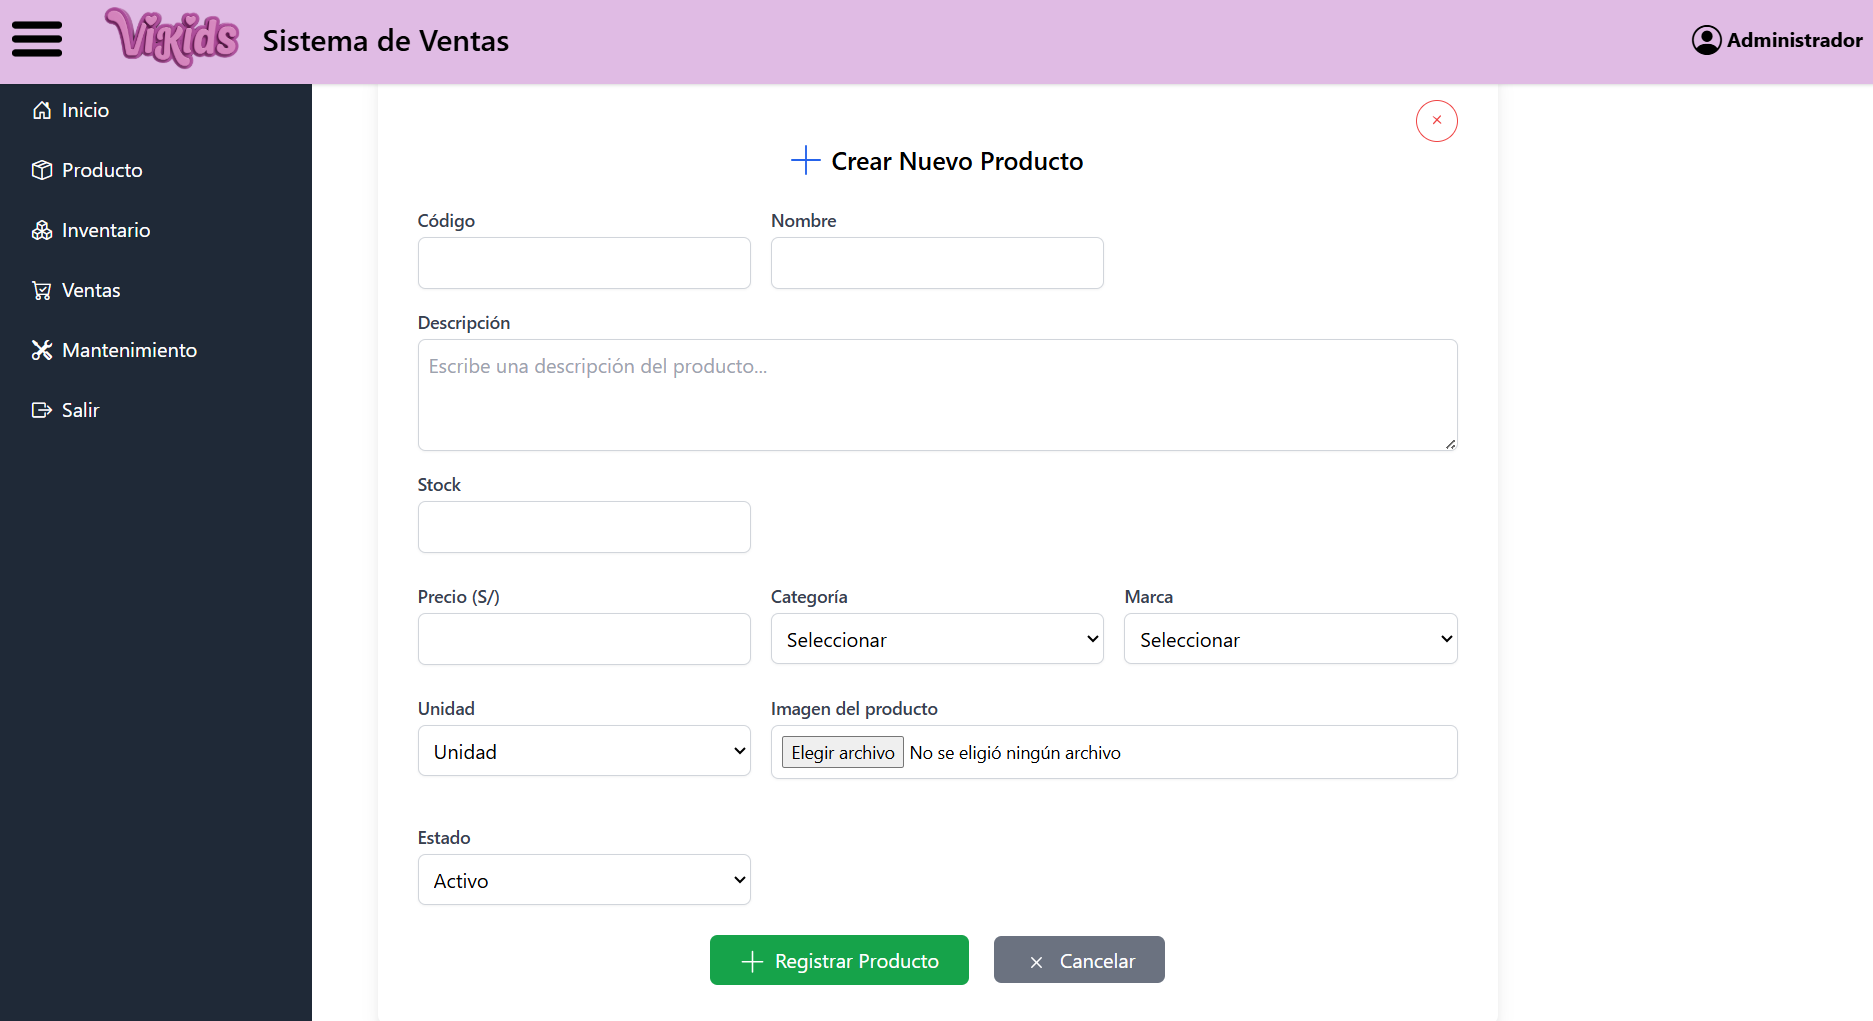 ViKids
Sistema de Ventas
Administrador
Inicio
Producto
Inventario
Ventas
Mantenimiento
Salir
Crear Nuevo Producto
Código
Nombre
Descripción
Escribe una descripción del producto...
Stock
Precio (S/)
Categoría
Marca
Seleccionar
Seleccionar
Unidad
Imagen del producto
Unidad
Elegir archivo No se eligió ningún archivo
Estado
Activo
Registrar Producto
Cancelar